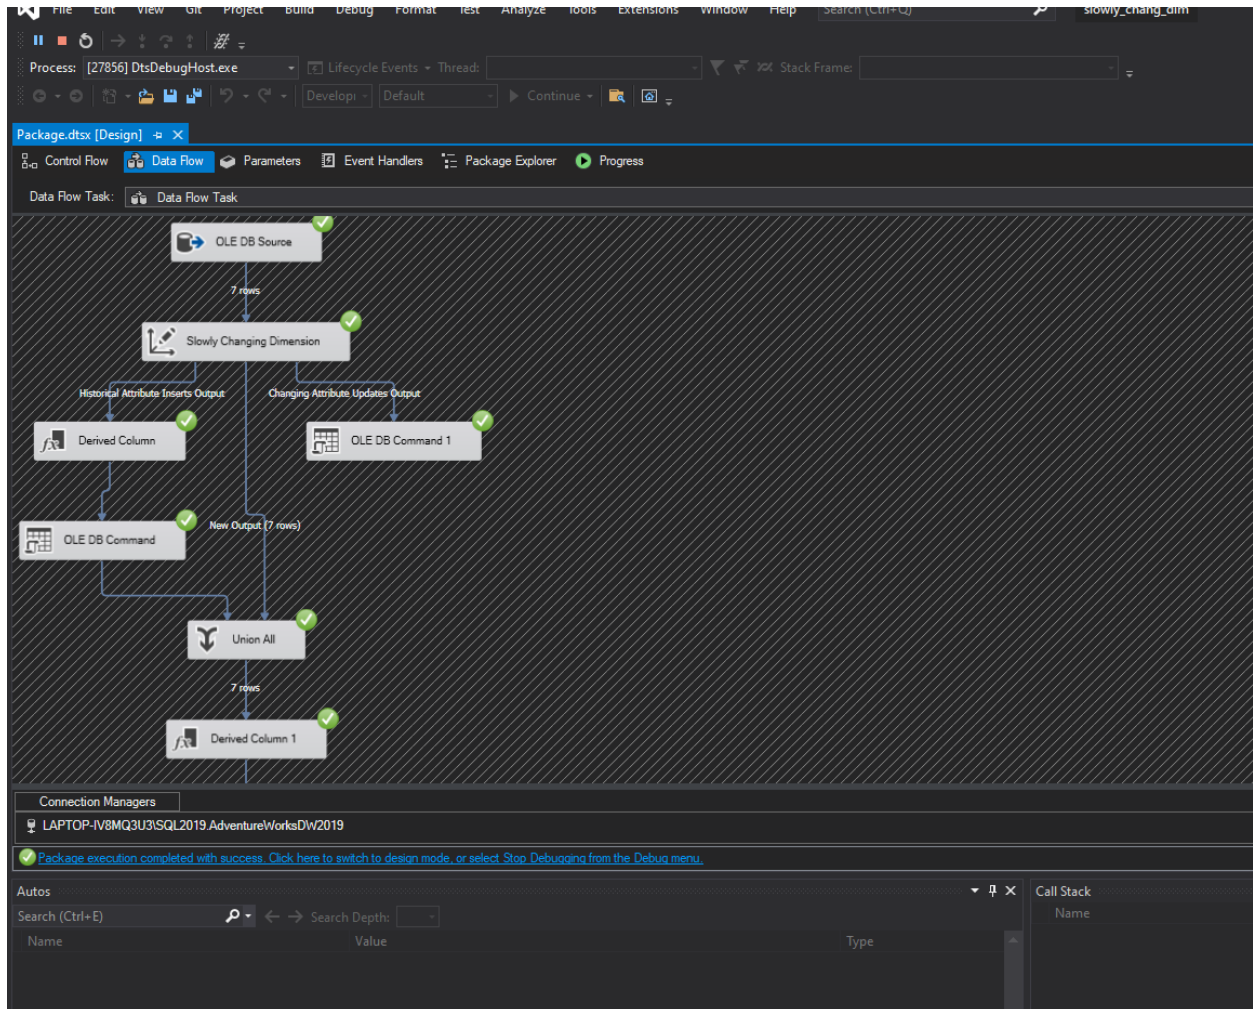 File Edit View Git Project Build Debug Format Test Analyze Tools Extensions Window Help Search (Ctrl+Q) slowly_chang_dim
Process: [27856] DtsDebugHost.exe Lifecycle Events Thread: Stack Frame:
Developi Default Continue
Package.dtsx [Design]
Control Flow Data Flow Parameters Event Handlers Package Explorer Progress
Data Flow Task: Data Flow Task
OLE DB Source
7 rows
Slowly Changing Dimension
Historical Attribute Inserts Output Changing Attribute Updates Output
Derived Column OLE DB Command 1
New Output (7 rows)
OLE DB Command
Union All
7 rows
Derived Column 1
Connection Managers
LAPTOP-IV8MQ3U3\SQL2019.AdventureWorksDW2019
Package execution completed with success. Click here to switch to design mode, or select Stop Debugging from the Debug menu.
Autos Call Stack
Search (Ctrl+E) Search Depth: Name
Name Value Type